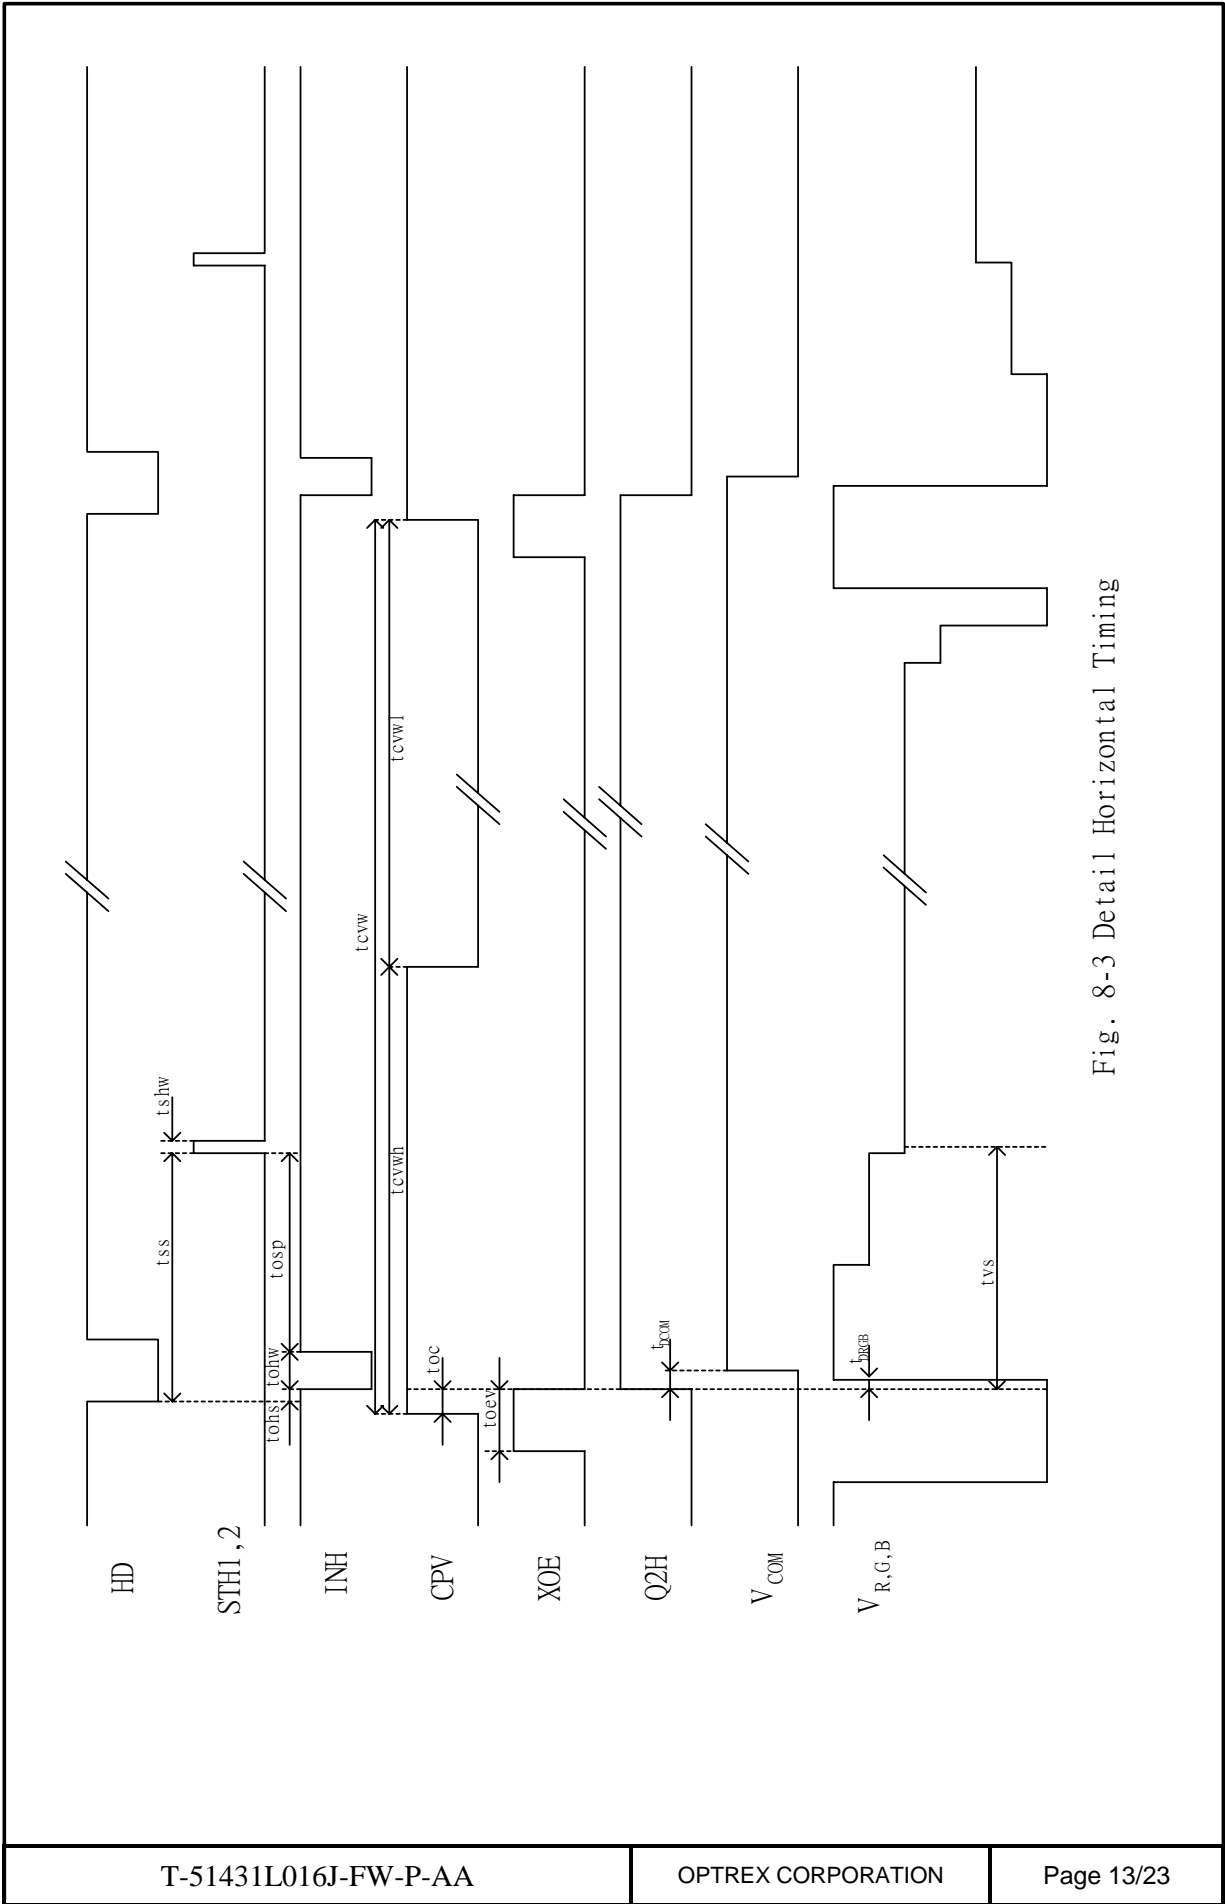 HD
tss
tshw
STH1,2
tohs
tohw
tosp
INH
tcvw
tcvwh
tcvwl
CPV
toc
XOE
toev
Q2H
tDCOM
VCOM
VR,G,B
tDRGB
tvs
Fig. 8-3 Detail Horizontal Timing
T-51431L016J-FW-P-AA
OPTREX CORPORATION
Page 13/23